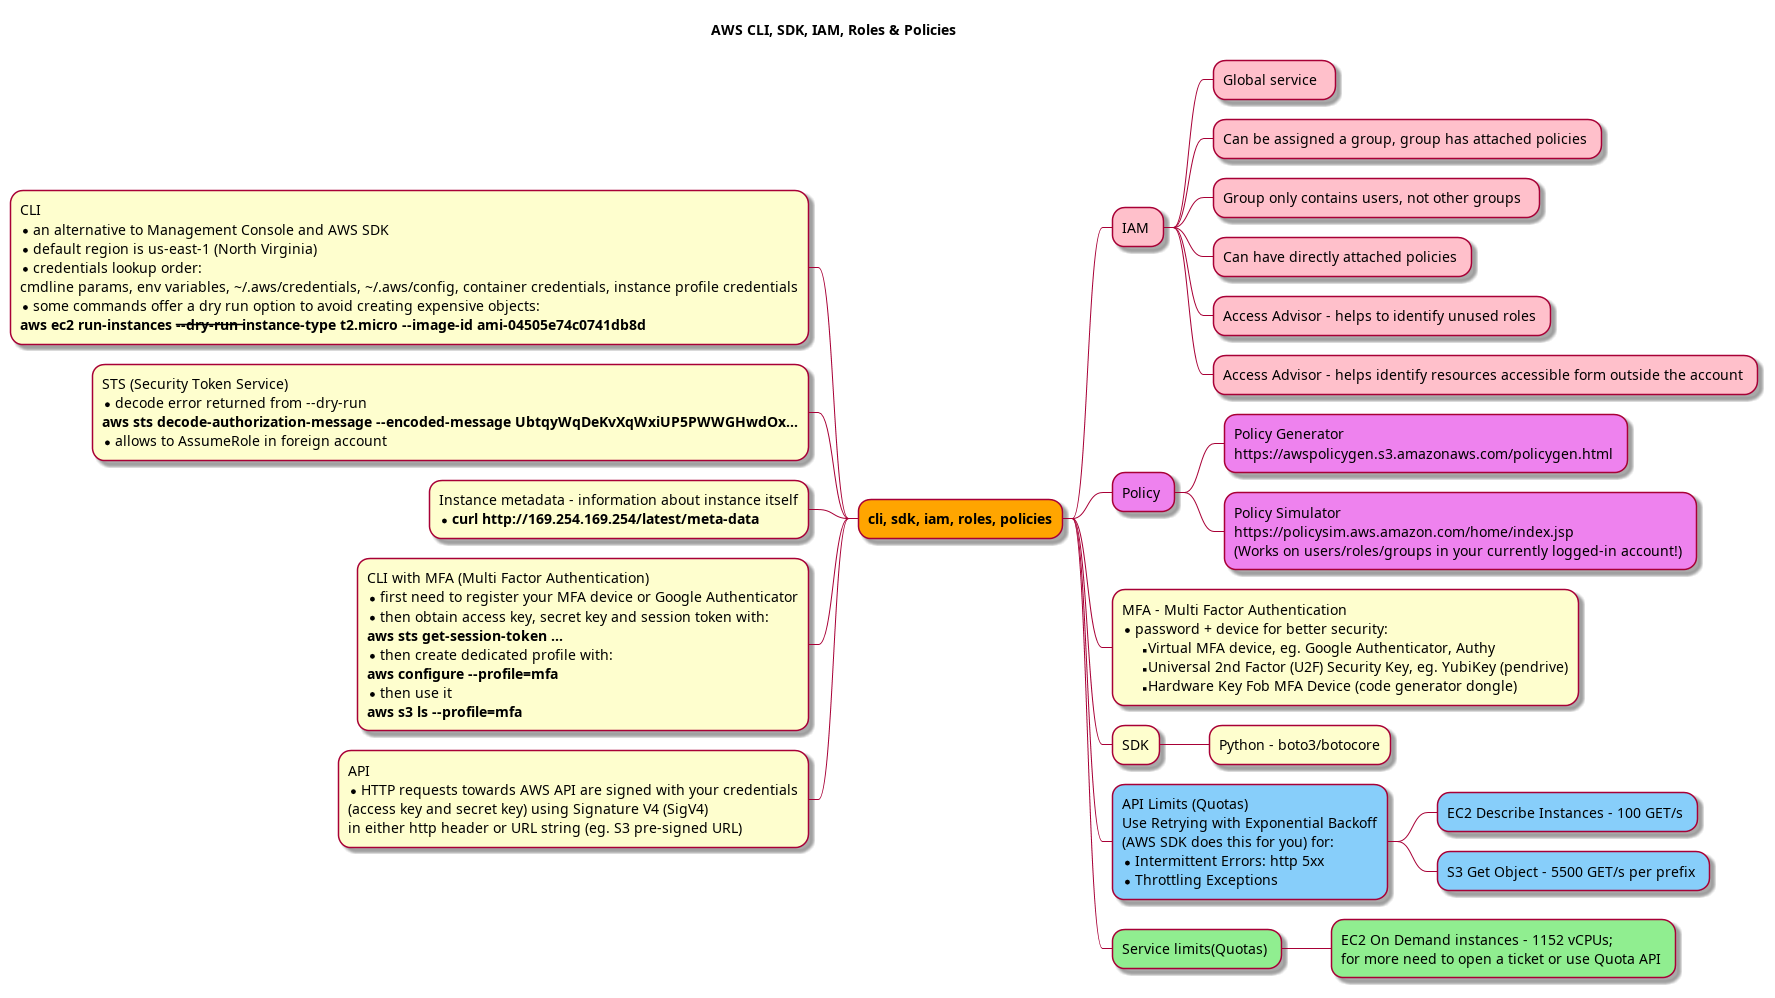 AWS CLI, SDK, IAM, Roles & Policies
CLI
• an alternative to Management Console and AWS SDK
• default region is us-east-1 (North Virginia)
• credentials lookup order:
cmdline params, env variables, ~/.aws/credentials, ~/.aws/config, container credentials, instance profile credentials
• some commands offer a dry run option to avoid creating expensive objects:
aws ec2 run-instances --dry-run instance-type t2.micro --image-id ami-04505e74c0741db8d
STS (Security Token Service)
• decode error returned from --dry-run
aws sts decode-authorization-message --encoded-message UbtqyWqDeKvXqWxiUP5PWWGHwdOx...
• allows to AssumeRole in foreign account
Instance metadata - information about instance itself
• curl http://169.254.169.254/latest/meta-data
CLI with MFA (Multi Factor Authentication)
• first need to register your MFA device or Google Authenticator
• then obtain access key, secret key and session token with:
aws sts get-session-token ...
• then create dedicated profile with:
aws configure --profile=mfa
• then use it
aws s3 ls --profile=mfa
API
• HTTP requests towards AWS API are signed with your credentials
(access key and secret key) using Signature V4 (SigV4)
in either http header or URL string (eg. S3 pre-signed URL)
cli, sdk, iam, roles, policies
IAM
Global service
Can be assigned a group, group has attached policies
Group only contains users, not other groups
Can have directly attached policies
Access Advisor - helps to identify unused roles
Access Advisor - helps identify resources accessible form outside the account
Policy
Policy Generator
https://awspolicygen.s3.amazonaws.com/policygen.html
Policy Simulator
https://policysim.aws.amazon.com/home/index.jsp
(Works on users/roles/groups in your currently logged-in account!)
MFA - Multi Factor Authentication
• password + device for better security:
▪Virtual MFA device, eg. Google Authenticator, Authy
▪Universal 2nd Factor (U2F) Security Key, eg. YubiKey (pendrive)
▪Hardware Key Fob MFA Device (code generator dongle)
SDK
Python - boto3/botocore
API Limits (Quotas)
Use Retrying with Exponential Backoff
(AWS SDK does this for you) for:
• Intermittent Errors: http 5xx
• Throttling Exceptions
EC2 Describe Instances - 100 GET/s
S3 Get Object - 5500 GET/s per prefix
Service limits(Quotas)
EC2 On Demand instances - 1152 vCPUs;
for more need to open a ticket or use Quota API